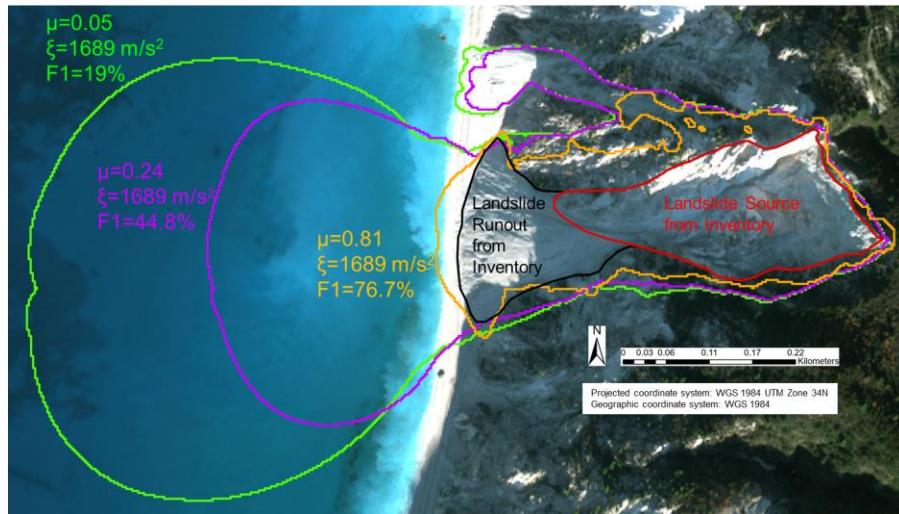 μ=0.05
ξ=1689 m/s²
F1=19%
μ=0.24
ξ=1689 m/s²
F1=44.8%
μ=0.81
ξ=1689 m/s²
F1=76.7%
Landslide
Runout
from
Inventory
Landslide Source
from Inventory
N
0 0.03 0.06 0.11 0.17 0.22
Kilometers
Projected coordinate system: WGS 1984 UTM Zone 34N
Geographic coordinate system: WGS 1984